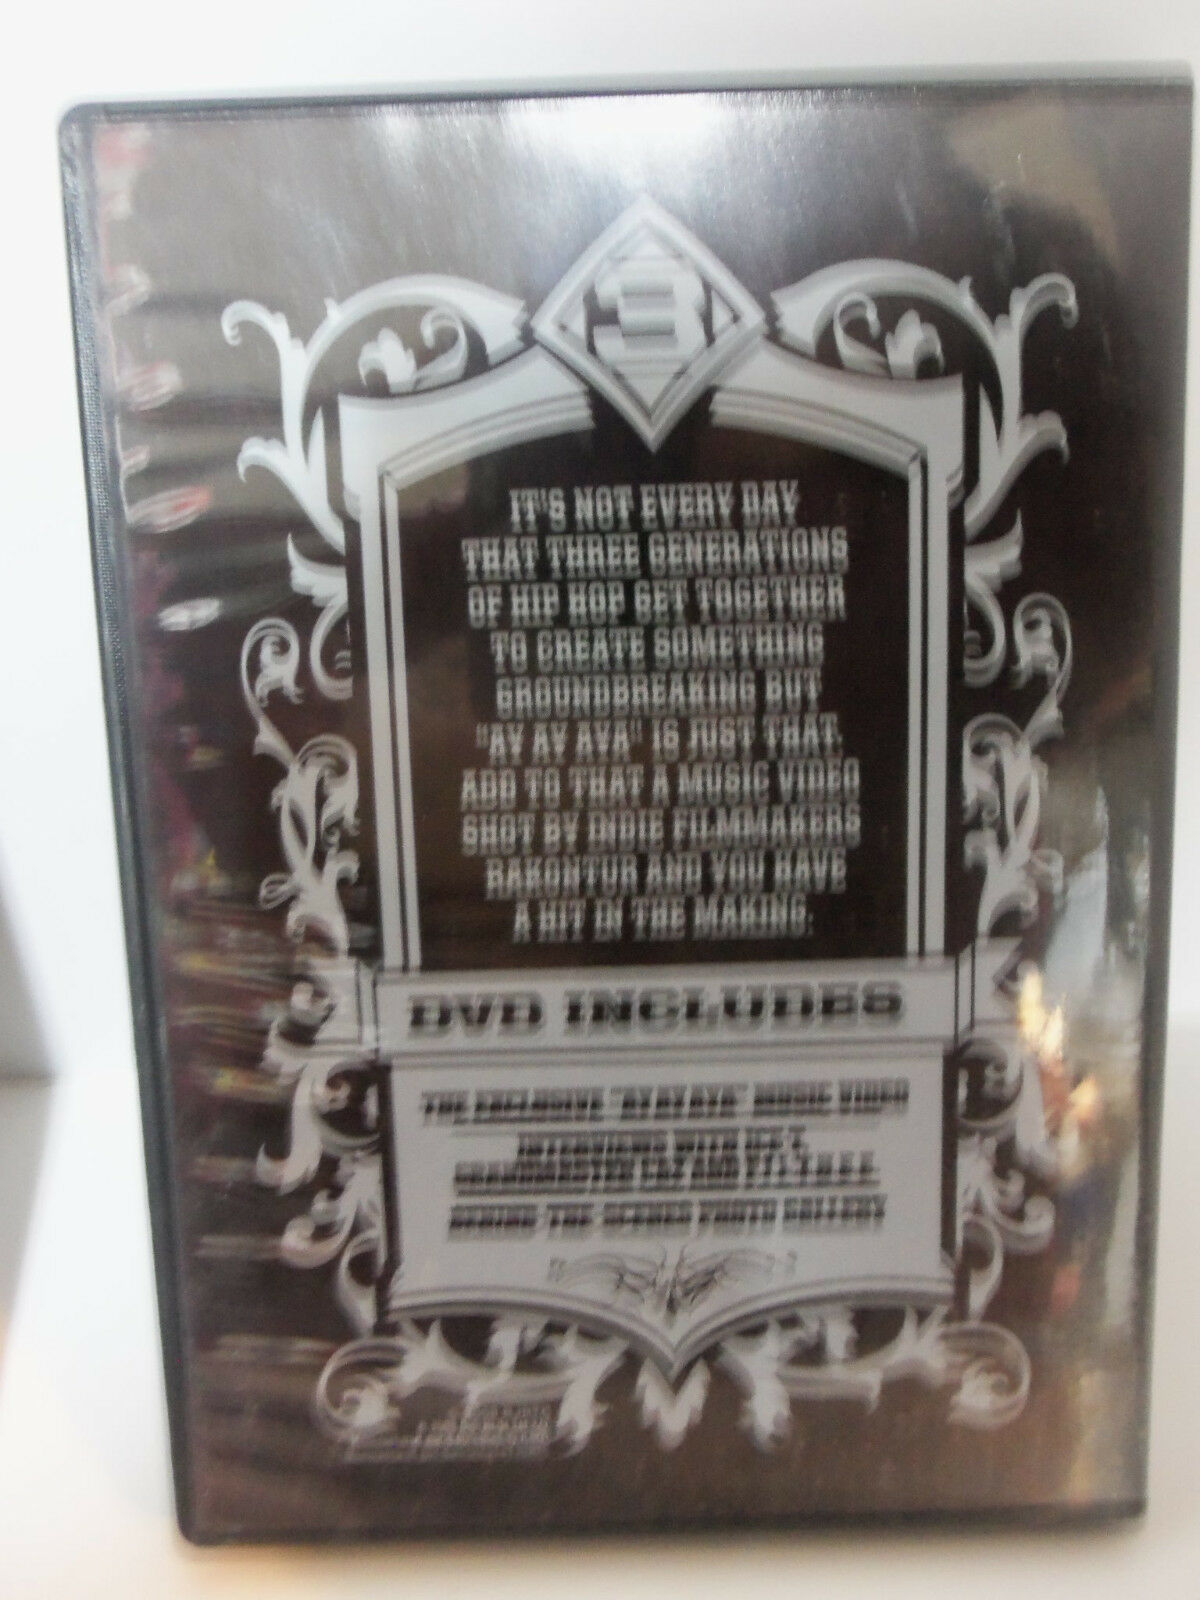 3
IT'S NOT EVERY DAY
THAT THREE GENERATIONS
OF HIP HOP GET TOGETHER
TO CREATE SOMETHING
GROUNDBREAKING BUT
"AY AY AYA" IS JUST THAT.
ADD TO THAT A MUSIC VIDEO
SHOT BY INDIE FILMMAKERS
RAKONTUR AND YOU HAVE
A HIT IN THE MAKING.
DVD INCLUDES
THE EXCLUSIVE "AY AY AYA" MUSIC VIDEO
INTERVIEWS WITH ICE T,
GRANDMASTER CAZ AND
BEHIND THE SCENES PHOTO GALLERY